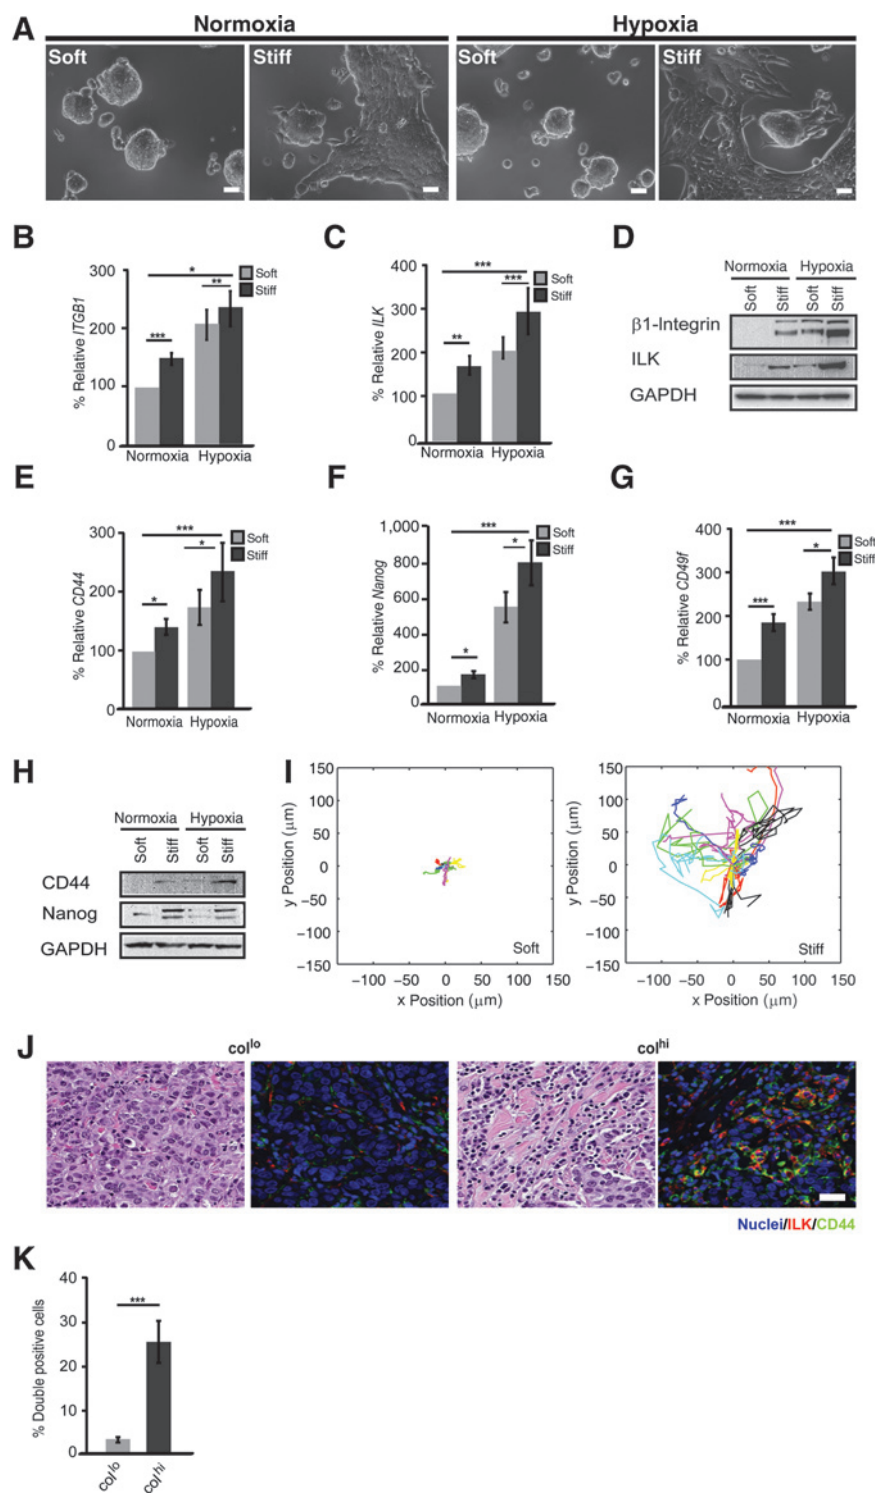 A
Normoxia
Hypoxia
Soft
Stiff
Soft
Stiff
B
% Relative ITGB1
300
200
100
0
*
***
**
Soft
Stiff
Normoxia
Hypoxia
C
% Relative ILK
400
300
200
100
0
***
**
***
Soft
Stiff
Normoxia
Hypoxia
D
Normoxia Hypoxia
Soft
Stiff
Soft
Stiff
β1-Integrin
ILK
GAPDH
E
% Relative CD44
300
200
100
0
***
*
*
Soft
Stiff
Normoxia
Hypoxia
F
% Relative Nanog
1,000
800
600
400
200
0
***
*
*
Soft
Stiff
Normoxia
Hypoxia
G
% Relative CD49f
400
300
200
100
0
***
***
*
Soft
Stiff
Normoxia
Hypoxia
H
Normoxia Hypoxia
Soft
Stiff
Soft
Stiff
CD44
Nanog
GAPDH
I
y Position (μm)
150
100
50
0
−50
−100
−150
Soft
−100 −50 0 50 100 150
x Position (μm)
y Position (μm)
150
100
50
0
−50
−100
−150
Stiff
−100 −50 0 50 100 150
x Position (μm)
J
col^lo
col^hi
Nuclei/ILK/CD44
K
% Double positive cells
40
30
20
10
0
***
col^lo
col^hi